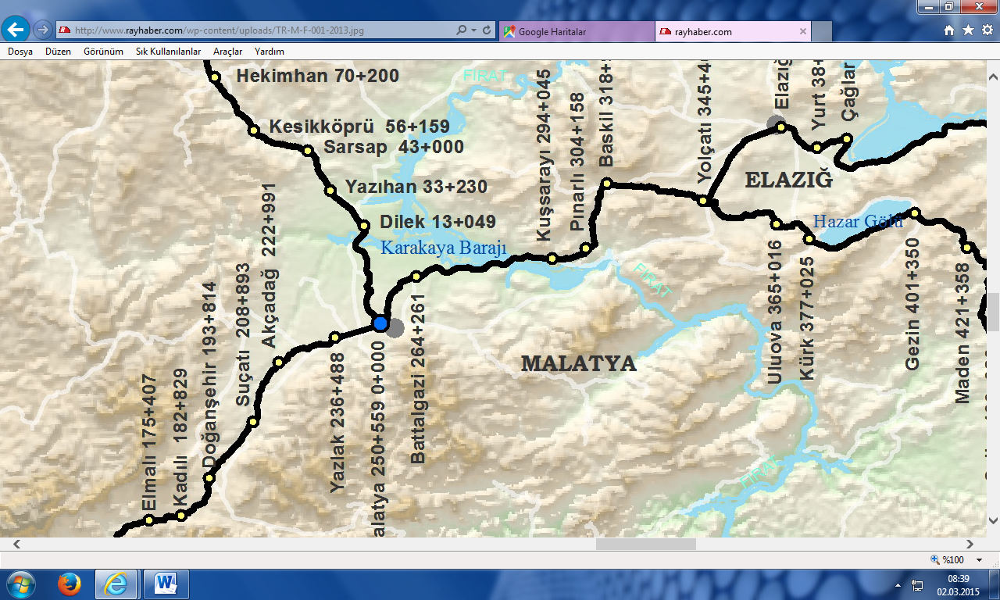 http://www.rayhaber.com/wp-content/uploads/TR-M-F-001-2013.jpg
Google Haritalar
rayhaber.com
Dosya Düzen Görünüm Sık Kullanılanlar Araçlar Yardım
Hekimhan 70+200
FIRAT
Kesikköprü 56+159
Sarsap 43+000
Yazıhan 33+230
Dilek 13+049
Karakaya Barajı
Kuşsarayı 294+045
Pınarlı 304+158
Baskil 318+
Yolçatı 345+4
Elazığ
Yurt 38+
Çağlar
ELAZIĞ
Hazar Gölü
FIRAT
MALATYA
Uluova 365+016
Kürk 377+025
Gezin 401+350
Maden 421+358
Elmalı 175+407
Kadılı 182+829
Doğanşehir 193+814
Suçatı 208+893
Akçadağ 222+991
Yazlak 236+488
alatya 250+559 0+000
Battalgazi 264+261
FIRAT
%100
08:39
02.03.2015